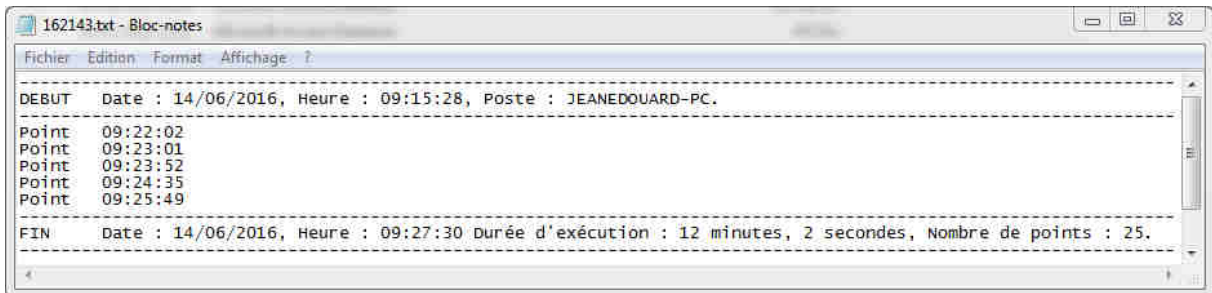 162143.txt - Bloc-notes
Fichier Edition Format Affichage ?
DEBUT Date : 14/06/2016, Heure : 09:15:28, Poste : JEANEDOUARD-PC.
Point 09:22:02
Point 09:23:01
Point 09:23:52
Point 09:24:35
Point 09:25:49
FIN Date : 14/06/2016, Heure : 09:27:30 Durée d'exécution : 12 minutes, 2 secondes, Nombre de points : 25.